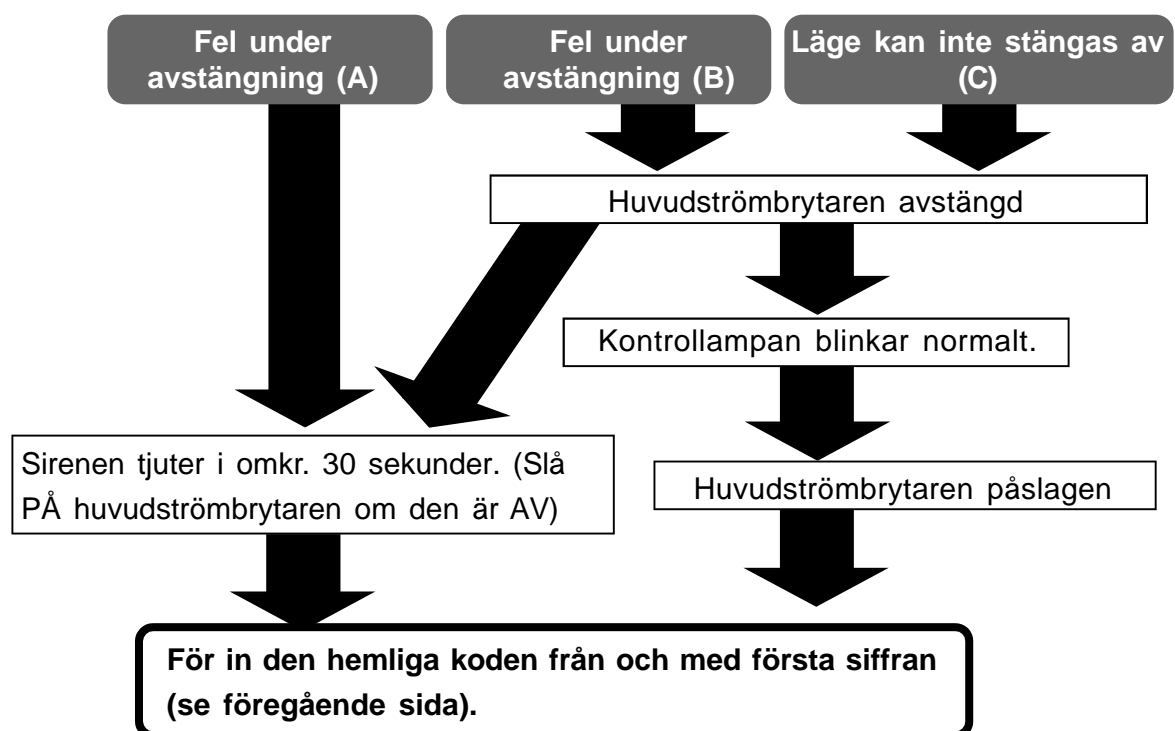 Fel under
avstängning (A)
Fel under
avstängning (B)
Läge kan inte stängas av
(C)
Huvudströmbrytaren avstängd
Kontrollampan blinkar normalt.
Sirenen tjuter i omkr. 30 sekunder. (Slå
PÅ huvudströmbrytaren om den är AV)
Huvudströmbrytaren påslagen
För in den hemliga koden från och med första siffran
(se föregående sida).